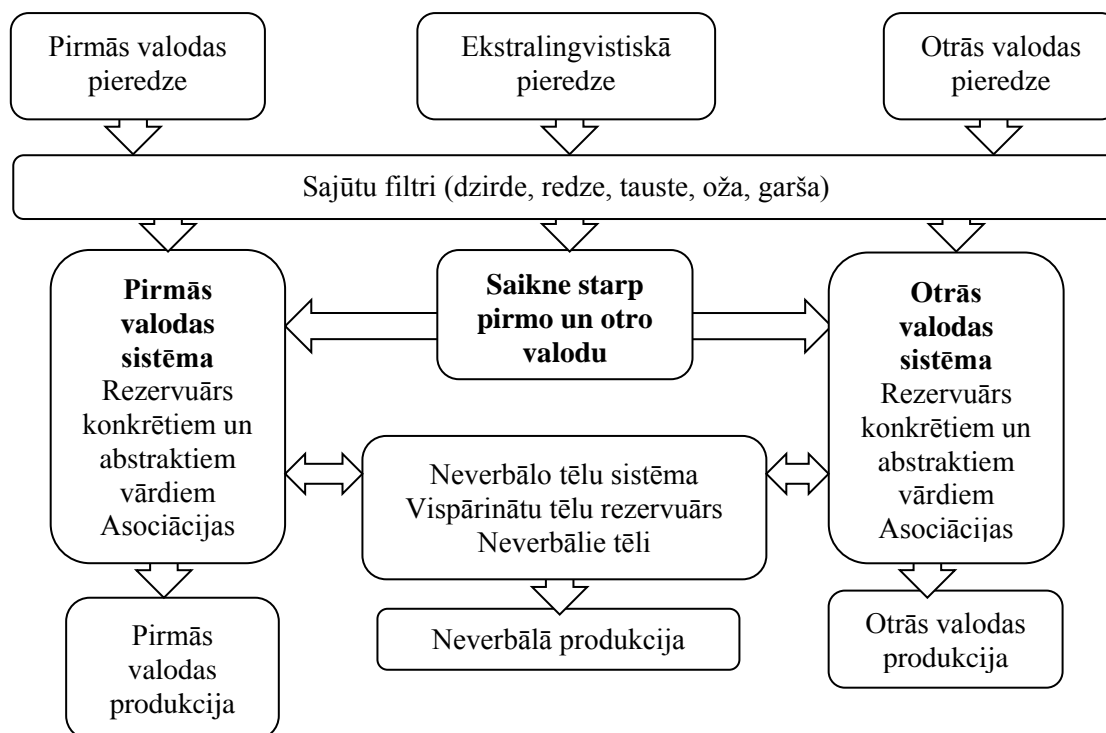 Pirmās valodas
pieredze
Ekstralingvistiskā
pieredze
Otrās valodas
pieredze
Sajūtu filtri (dzirde, redze, tauste, oža, garša)
Pirmās
valodas
sistēma
Rezervuārs
konkrētiem un
abstraktiem
vārdiem
Asociācijas
Saikne starp
pirmo un otro
valodu
Otrās
valodas
sistēma
Rezervuārs
konkrētiem un
abstraktiem
vārdiem
Asociācijas
Neverbālo tēlu sistēma
Vispārinātu tēlu rezervuārs
Neverbālie tēli
Pirmās
valodas
produkcija
Neverbālā produkcija
Otrās valodas
produkcija